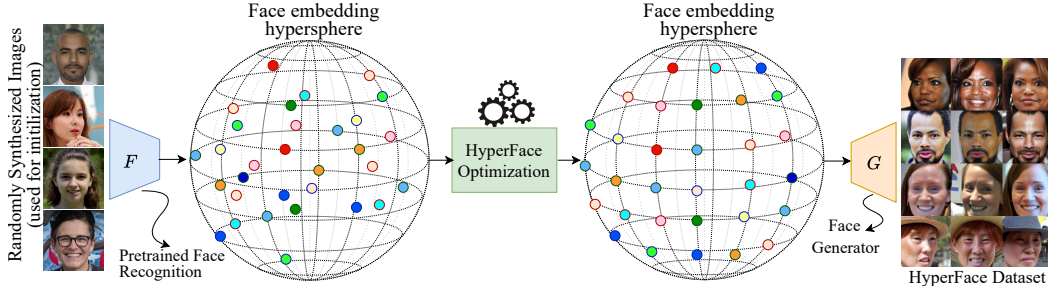 Randomly Synthesized Images
(used for initilization)
F
Pretrained Face
Recognition
Face embedding
hypersphere
HyperFace
Optimization
Face embedding
hypersphere
G
Face
Generator
HyperFace Dataset